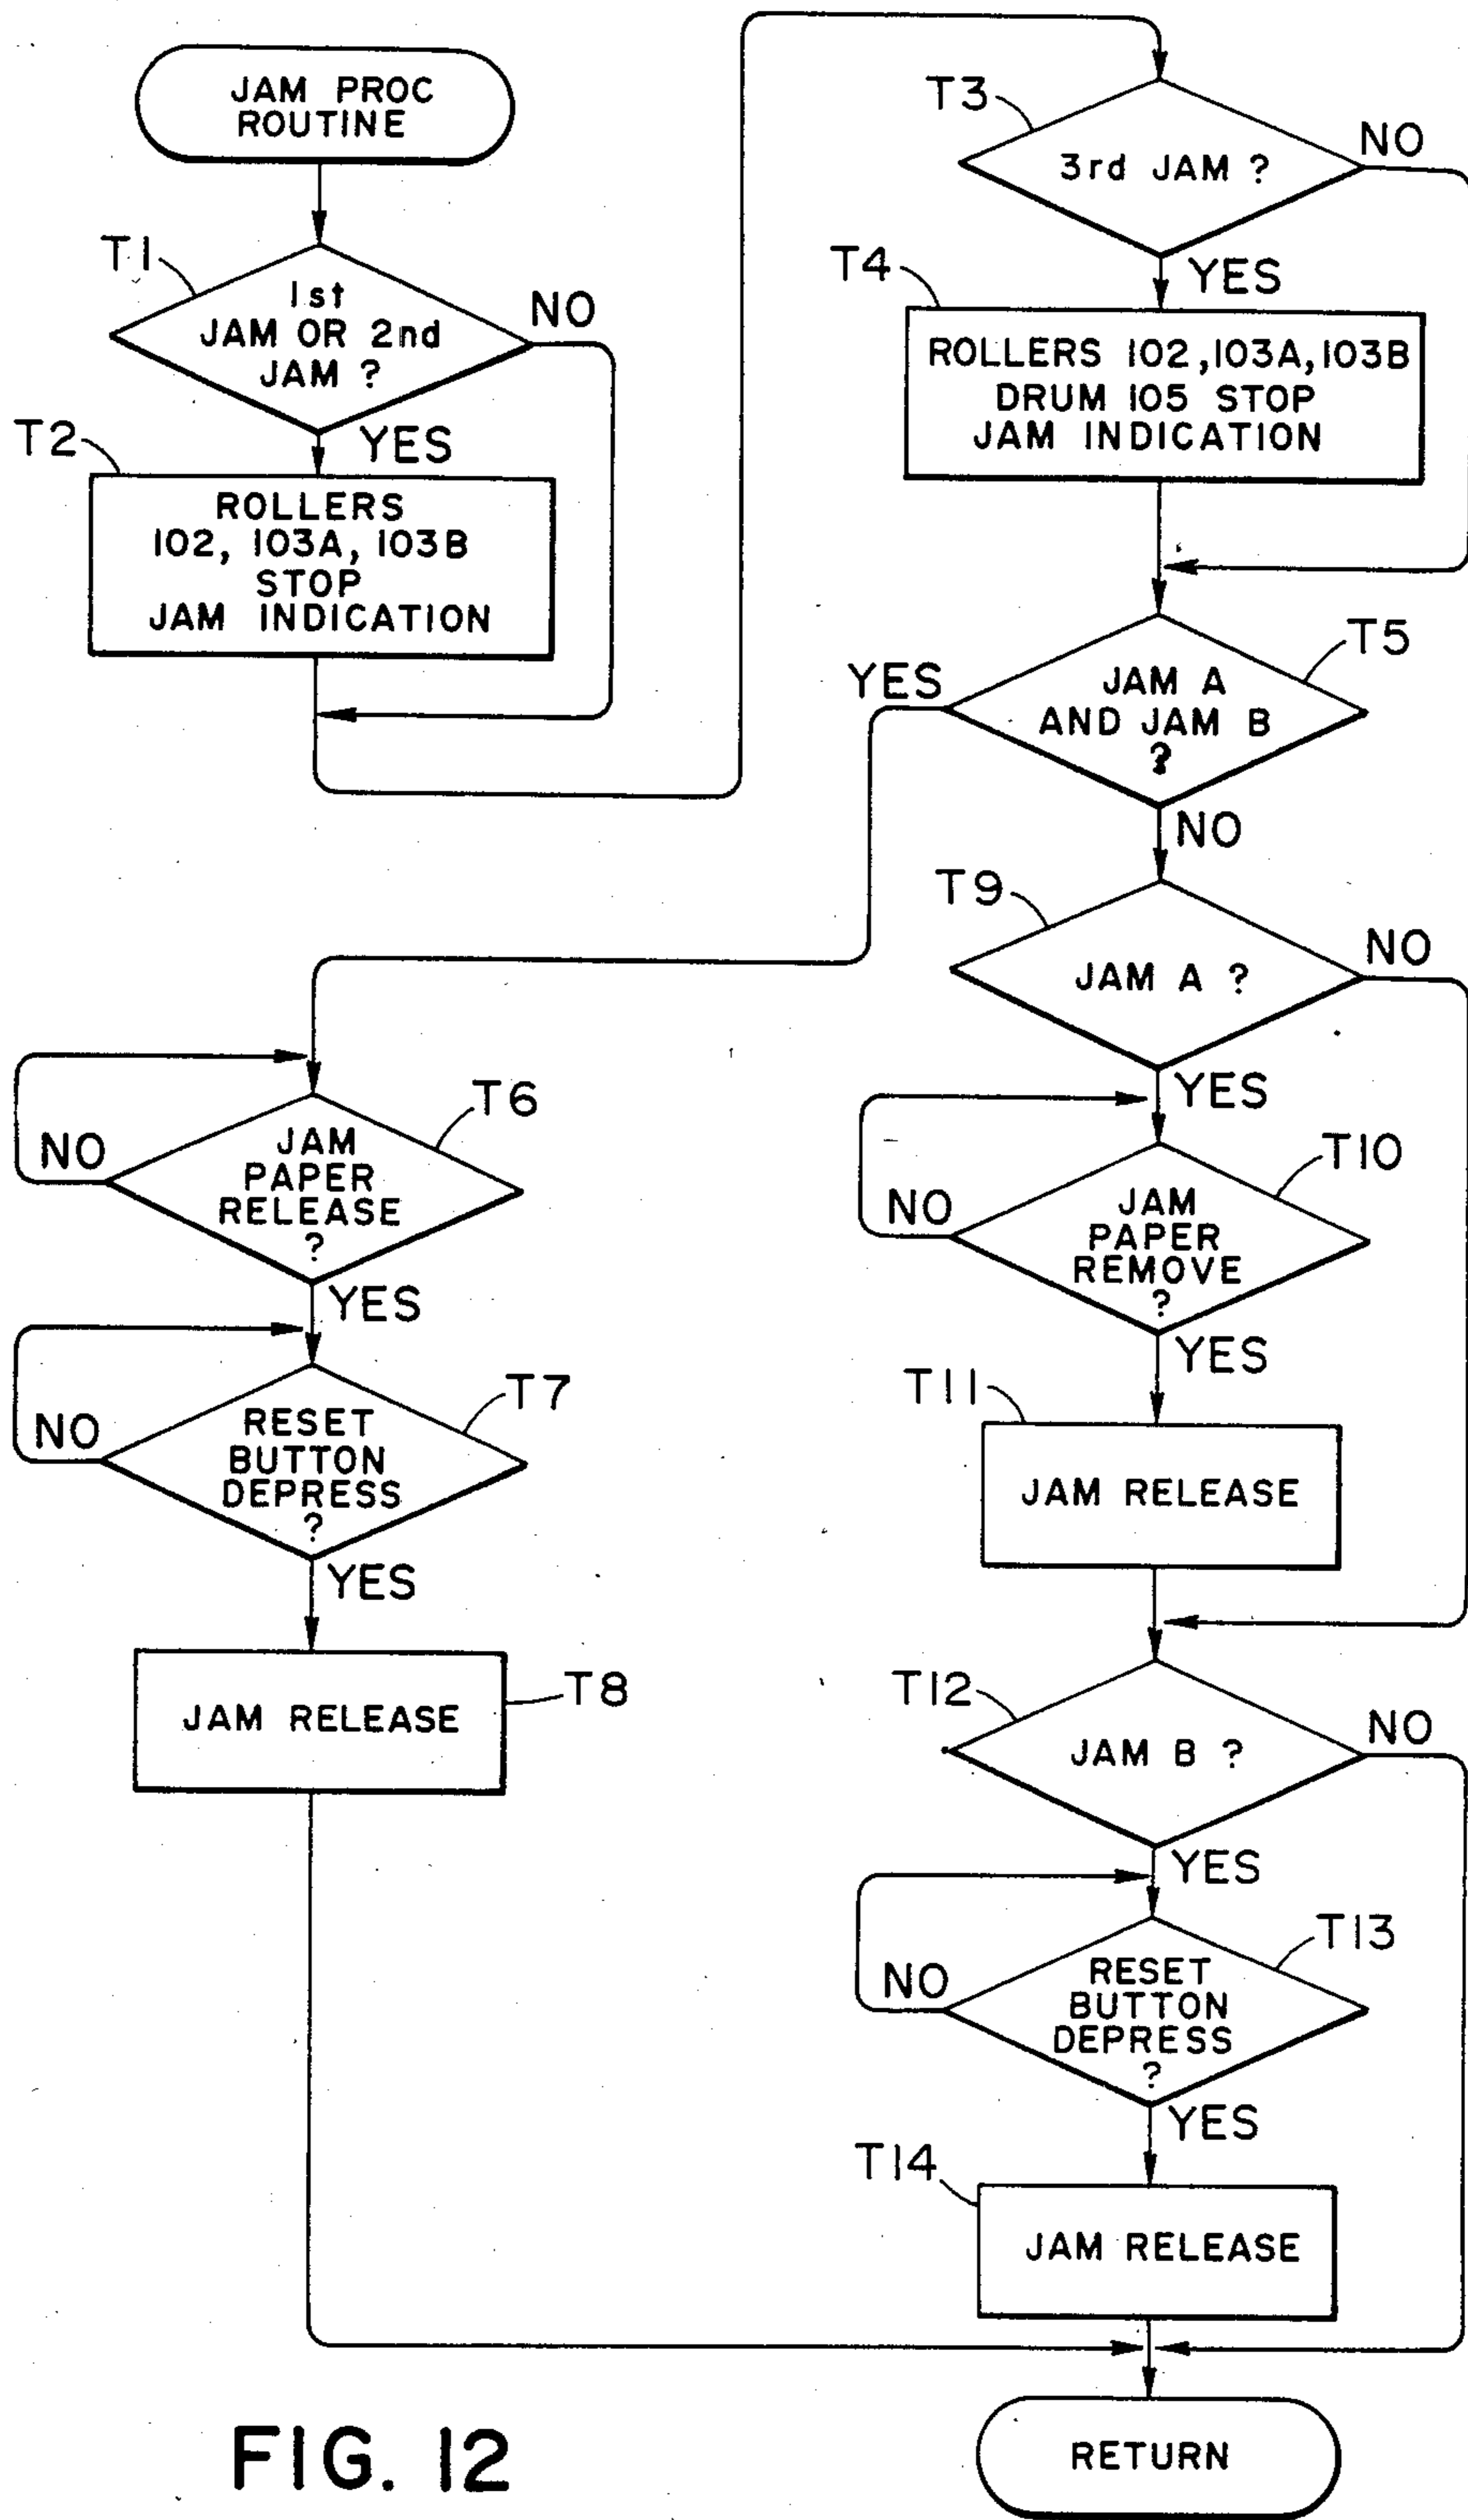 JAM PROC
ROUTINE
T1
1st
JAM OR 2nd
JAM ?
NO
YES
T2
ROLLERS
102, 103A, 103B
STOP
JAM INDICATION
T3
3rd JAM ?
NO
YES
T4
ROLLERS 102, 103A, 103B
DRUM 105 STOP
JAM INDICATION
T5
JAM A
AND JAM B
?
YES
NO
T6
JAM
PAPER
RELEASE
?
NO
YES
T7
RESET
BUTTON
DEPRESS
?
NO
YES
T8
JAM RELEASE
T9
JAM A ?
NO
YES
T10
JAM
PAPER
REMOVE
?
NO
YES
T11
JAM RELEASE
T12
JAM B ?
NO
YES
T13
RESET
BUTTON
DEPRESS
?
NO
YES
T14
JAM RELEASE
RETURN
FIG. 12